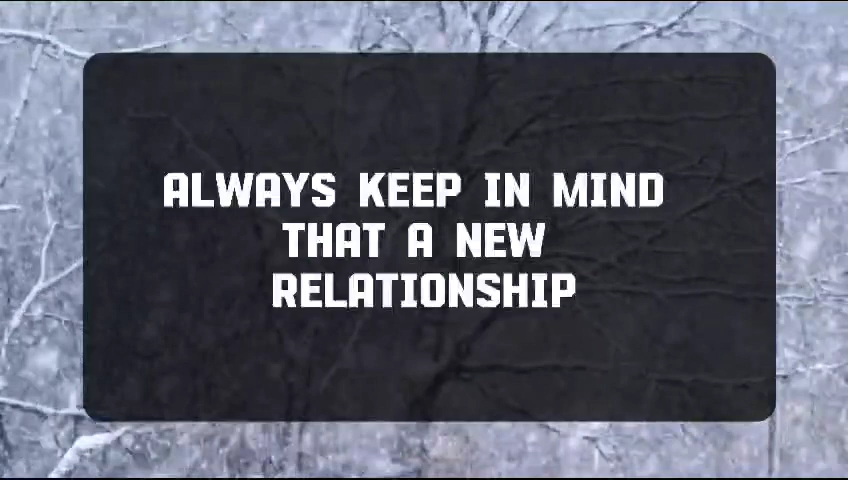 ALWAYS KEEP IN MIND
THAT A NEW
RELATIONSHIP